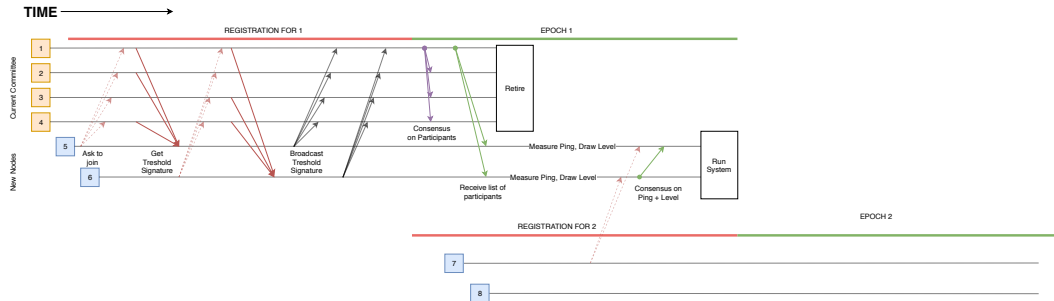 TIME
REGISTRATION FOR 1
EPOCH 1
Current Committee
1
2
3
4
Retire
New Nodes
5
6
Ask to
join
Get
Treshold
Signature
Broadcast
Treshold
Signature
Consensus
on Participants
Receive list of
participants
Measure Ping, Draw Level
Measure Ping, Draw Level
Consensus on
Ping + Level
Run
System
REGISTRATION FOR 2
EPOCH 2
7
8